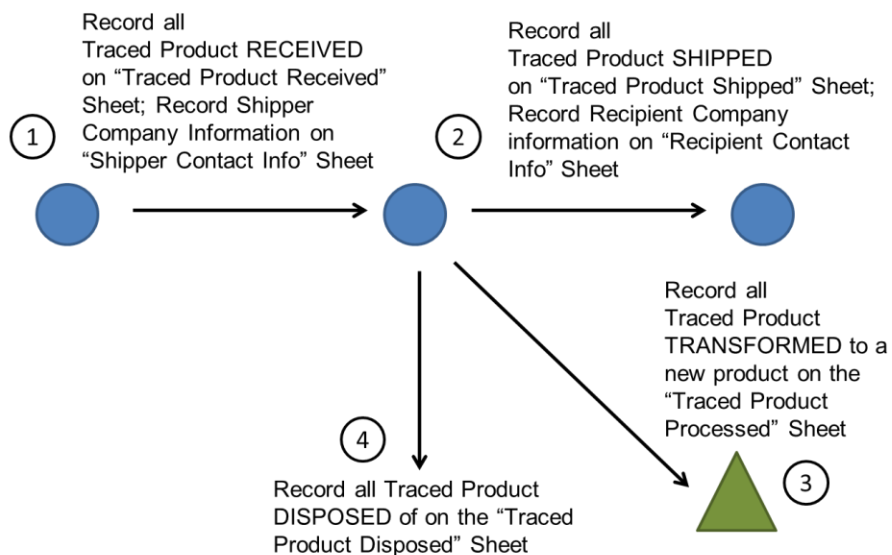 Record all
Traced Product RECEIVED
on “Traced Product Received”
Sheet; Record Shipper
Company Information on
“Shipper Contact Info” Sheet
1
Record all
Traced Product SHIPPED
on “Traced Product Shipped” Sheet;
Record Recipient Company
information on “Recipient Contact
Info” Sheet
2
Record all
Traced Product
TRANSFORMED to a
new product on the
“Traced Product
Processed” Sheet
3
4
Record all Traced Product
DISPOSED of on the “Traced
Product Disposed” Sheet